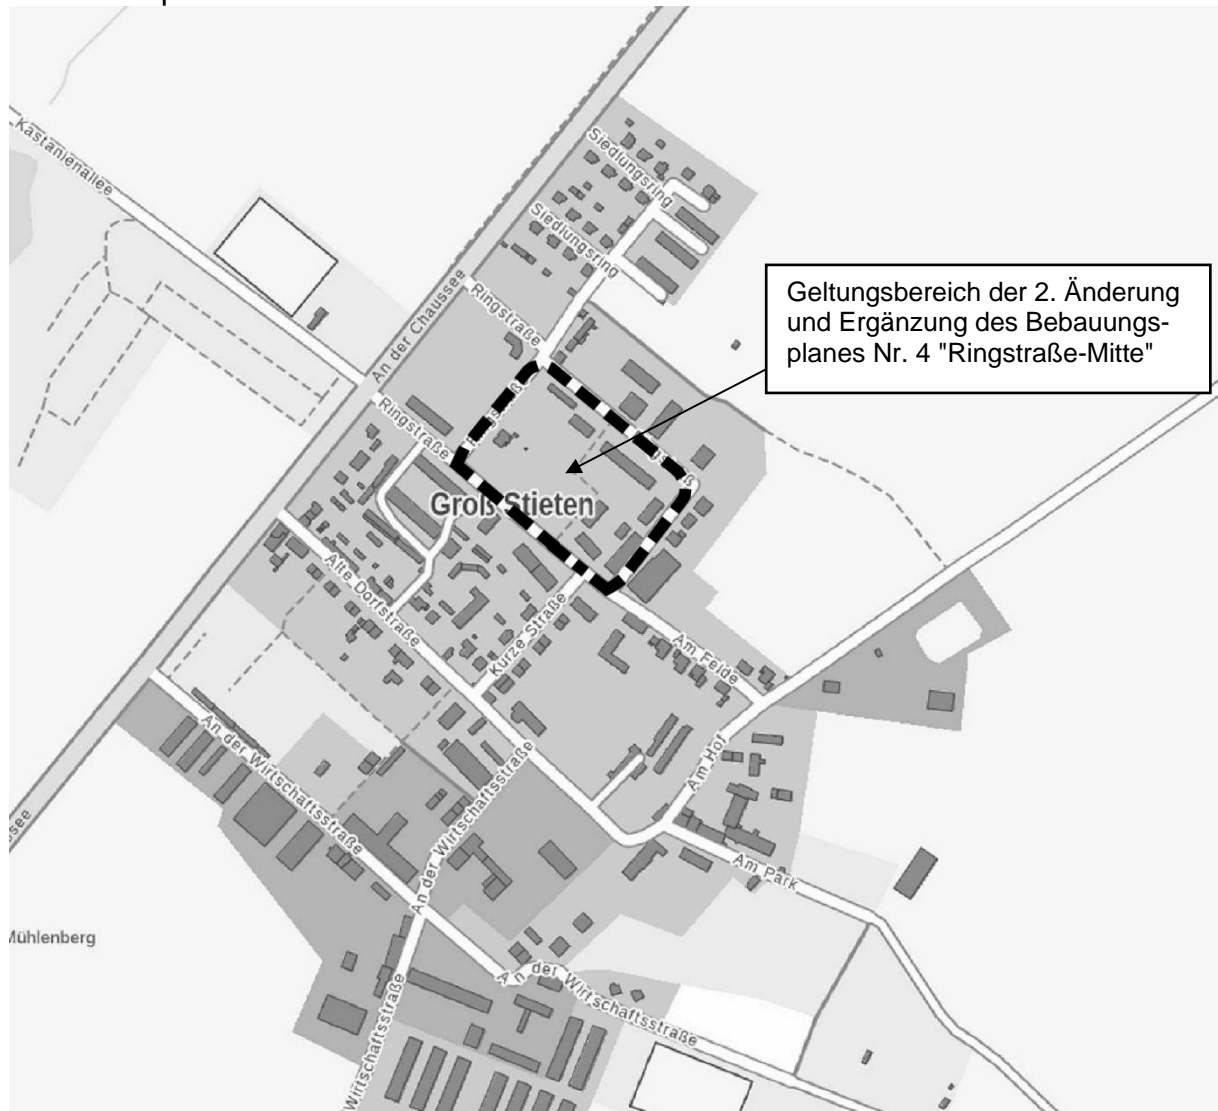 Kastanienallee
Siedlungsring
Siedlungsring
An der Chaussee
Ringstraße
Geltungsbereich der 2. Änderung
und Ergänzung des Bebauungs-
planes Nr. 4 "Ringstraße-Mitte"
Ringstraße
Groß Stieten
Alte Dorfstraße
Kurze Straße
Am Felde
An der Wirtschaftsstraße
An der Wirtschaftsstraße
Am Hof
Am Park
Mühlenberg
An der Wirtschaftsstraße
Wirtschaftsstraße